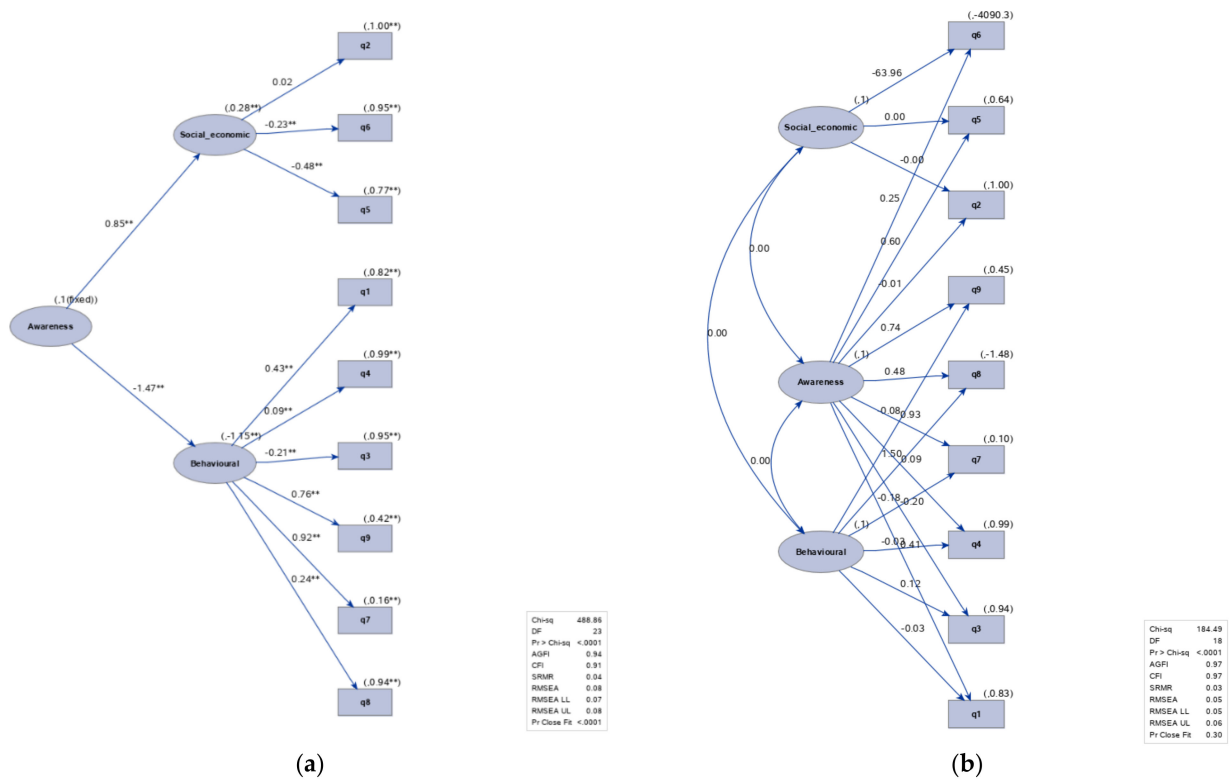 (,1.00**)
q2
0.02
(,0.28**)
Social_economic
(,0.95**)
q6
-0.23**
-0.48**
(,0.77**)
q5
0.85**
(,1(fixed))
Awareness
-1.47**
(,0.82**)
q1
0.43**
(,0.99**)
q4
0.09**
(,-1.15**)
Behavioural
(,0.95**)
q3
-0.21**
0.76**
(,0.42**)
q9
0.92**
0.24**
(,0.16**)
q7
(,0.94**)
q8
Chi-sq 488.86
DF 23
Pr > Chi-sq <.0001
AGFI 0.94
CFI 0.91
SRMR 0.04
RMSEA 0.08
RMSEA LL 0.07
RMSEA UL 0.08
Pr Close Fit <.0001
(a)
(,-4090.3)
q6
-63.96
(,1)
Social_economic
0.00
(,0.64)
q5
-0.00
(,1.00)
q2
0.25
0.60
0.00
-0.01
(,0.45)
q9
0.74
0.00
(,1)
Awareness
0.48
(,-1.48)
q8
0.08
0.93
(,0.10)
q7
1.50
0.09
0.00
-0.18
-0.20
(,1)
Behavioural
(,0.99)
q4
-0.03
0.41
0.12
(,0.94)
q3
-0.03
(,0.83)
q1
Chi-sq 184.49
DF 18
Pr > Chi-sq <.0001
AGFI 0.97
CFI 0.97
SRMR 0.03
RMSEA 0.05
RMSEA LL 0.05
RMSEA UL 0.06
Pr Close Fit 0.30
(b)